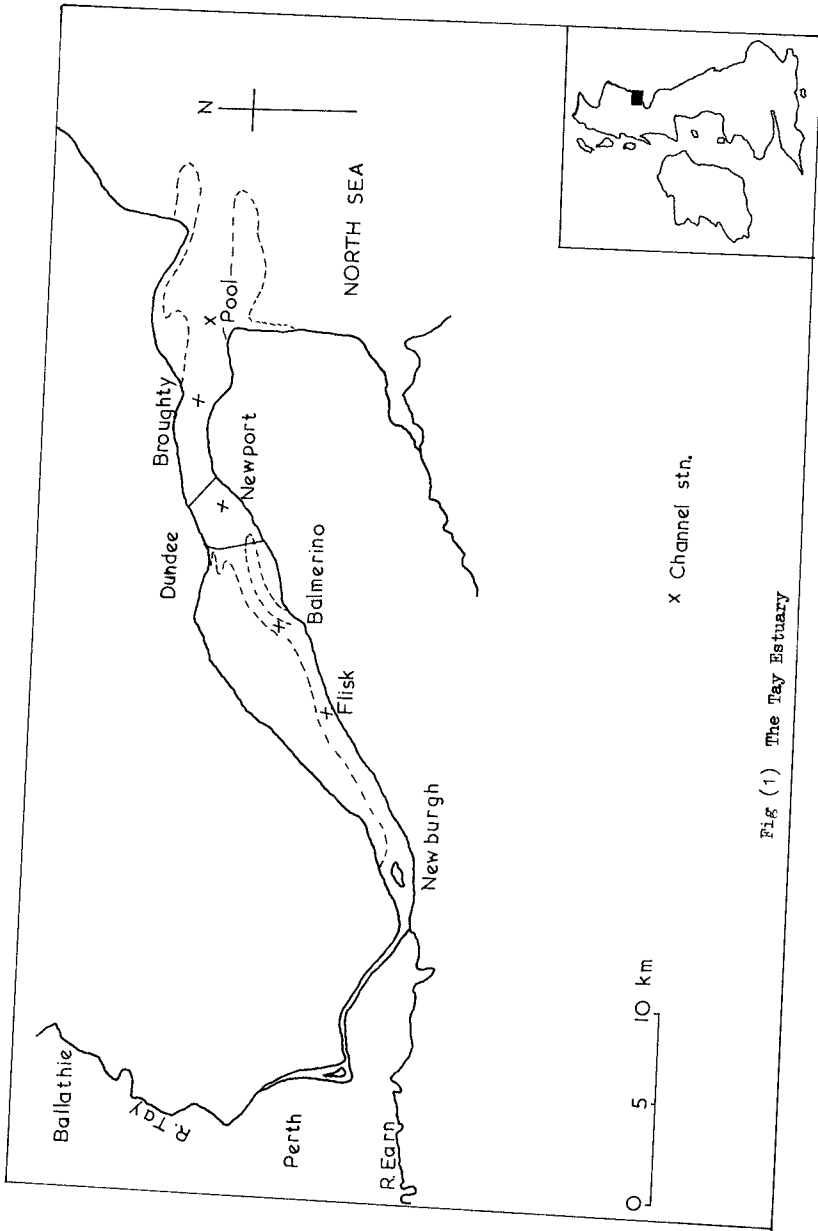 N
Ballathie
R. Tay
Perth
R. Earn
Newburgh
Flisk
Balmerino
Dundee
Newport
Broughty
Pool
NORTH SEA
0 5 10 km
x Channel stn.
Fig (1) The Tay Estuary